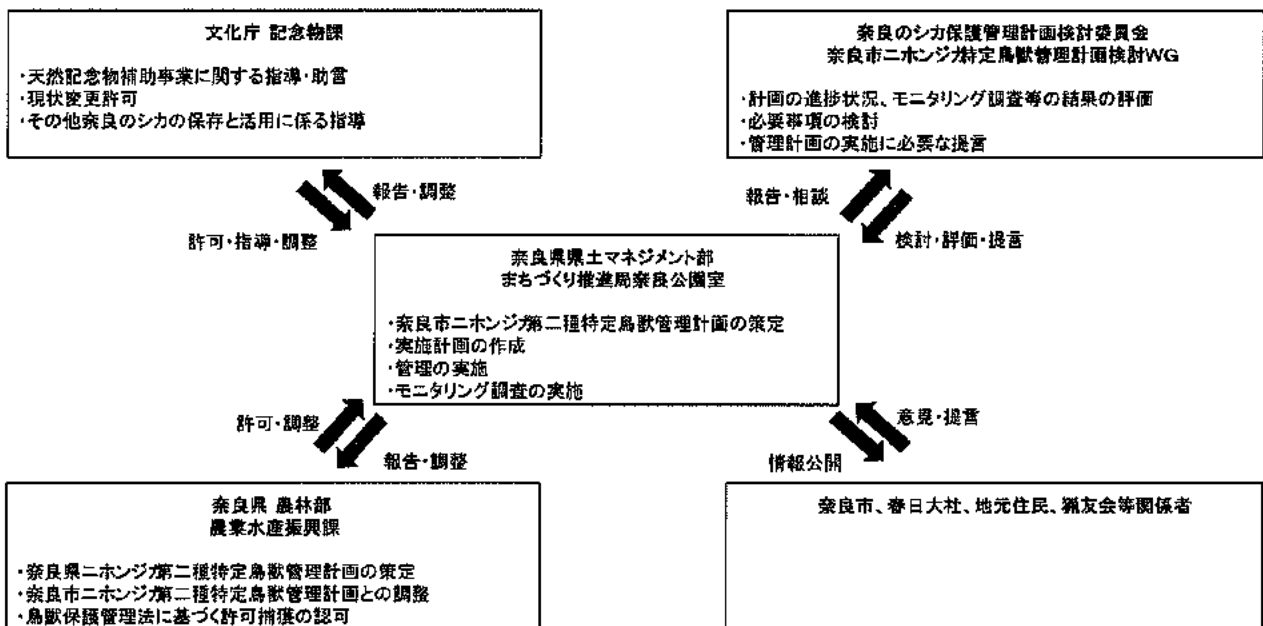 文化庁 記念物課
・天然記念物補助事業に関する指導・助言
・現状変更許可
・その他奈良のシカの保存と活用に係る指導
奈良のシカ保護管理計画検討委員会
奈良市ニホンジカ特定鳥獣管理計画検討WG
・計画の進捗状況、モニタリング調査等の結果の評価
・必要事項の検討
・管理計画の実施に必要な提言
報告・調整
許可・指導・調整
報告・相談
検討・評価・提言
奈良県県土マネジメント部
まちづくり推進局奈良公園室
・奈良市ニホンジカ第二種特定鳥獣管理計画の策定
・実施計画の作成
・管理の実施
・モニタリング調査の実施
許可・調整
報告・調整
意見・提言
情報公開
奈良県 農林部
農業水産振興課
・奈良県ニホンジカ第二種特定鳥獣管理計画の策定
・奈良市ニホンジカ第二種特定鳥獣管理計画との調整
・鳥獣保護管理法に基づく許可捕獲の認可
奈良市、春日大社、地元住民、猟友会等関係者